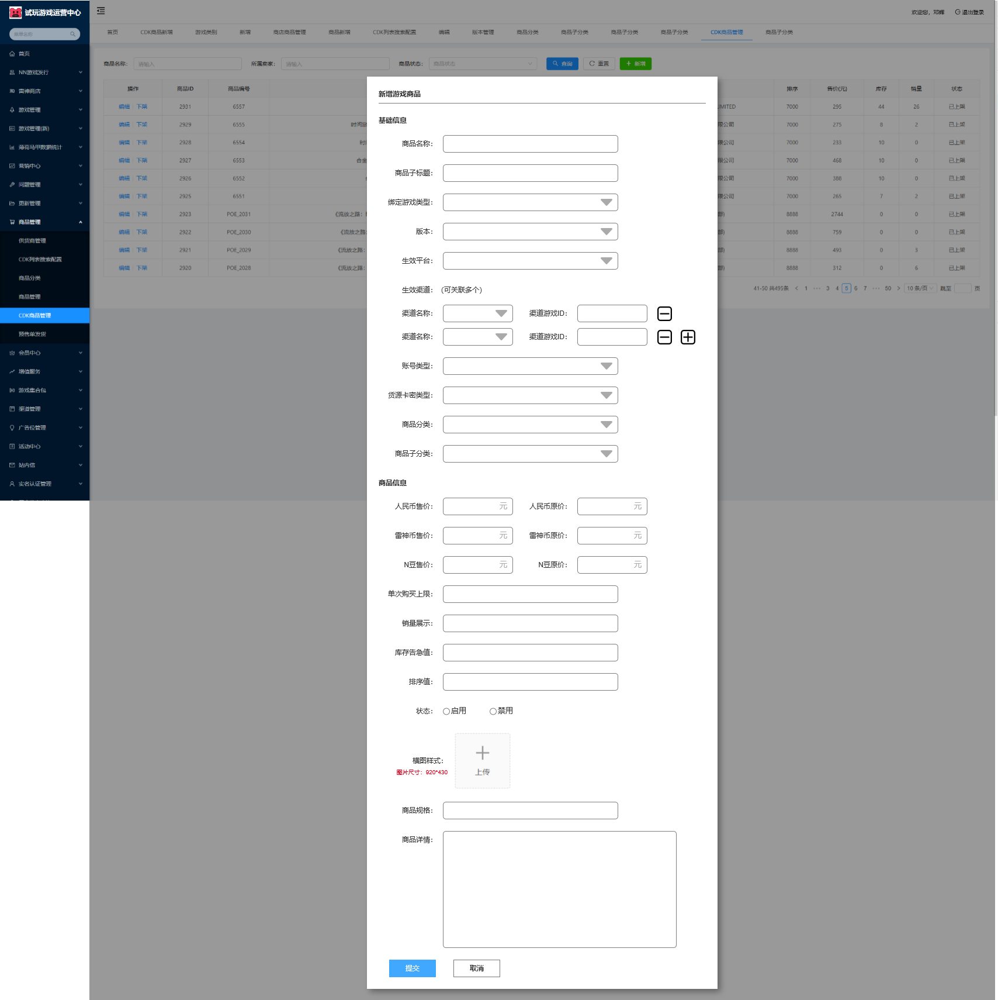 试玩游戏运营中心
菜单名称
首页
NN游戏发行
雷神商店
游戏管理
游戏管理(新)
薄荷马甲数据统计
营销中心
问题管理
更新管理
商品管理
供货商管理
CDK列表搜索配置
商品分类
商品管理
CDK商品管理
预售单发货
会员中心
增值服务
游戏集合包
渠道管理
广告位管理
活动中心
站内信
实名认证管理
欢迎您, 邓辉 退出登录
首页 CDK商品新增 游戏类别 新增 商店商品管理 商品新增 CDK列表搜索配置 编辑 版本管理 商品分类 商品子分类 商品子分类 商品子分类 CDK商品管理 商品子分类
商品名称: 请输入 所属卖家: 请输入 商品状态: 商品状态 查询 重置 新增
操作 商品ID 商品编号 排序 售价(元) 库存 销量 状态
编辑 下架 2931 6557 IMITED 7000 295 44 26 已上架
编辑 下架 2929 6555 时间旅 限公司 7000 275 8 2 已上架
编辑 下架 2928 6554 时 限公司 7000 233 10 0 已上架
编辑 下架 2927 6553 合金 限公司 7000 468 10 0 已上架
编辑 下架 2926 6552 限公司 7000 388 10 0 已上架
编辑 下架 2925 6551 限公司 7000 265 7 2 已上架
编辑 下架 2923 POE_2031 《流放之路: 部) 8888 2744 0 0 已上架
编辑 下架 2922 POE_2030 《流放之路: 部) 8888 759 0 0 已上架
编辑 下架 2921 POE_2029 《流放之路: 部) 8888 493 0 3 已上架
编辑 下架 2920 POE_2028 《流放之路: 部) 8888 312 0 6 已上架
41-50 共495条 < 1 ··· 3 4 5 6 7 ··· 50 > 10 条/页 跳至 页
新增游戏商品
基础信息
商品名称:
商品子标题:
绑定游戏类型:
版本:
生效平台:
生效渠道: (可关联多个)
渠道名称: 渠道游戏ID:
渠道名称: 渠道游戏ID:
账号类型:
货源卡密类型:
商品分类:
商品子分类:
商品信息
人民币售价: 元 人民币原价: 元
雷神币售价: 元 雷神币原价: 元
N豆售价: 元 N豆原价: 元
单次购买上限:
销量展示:
库存告急值:
排序值:
状态: 启用 禁用
横图样式:
图片尺寸: 920*430
上传
商品规格:
商品详情:
提交 取消